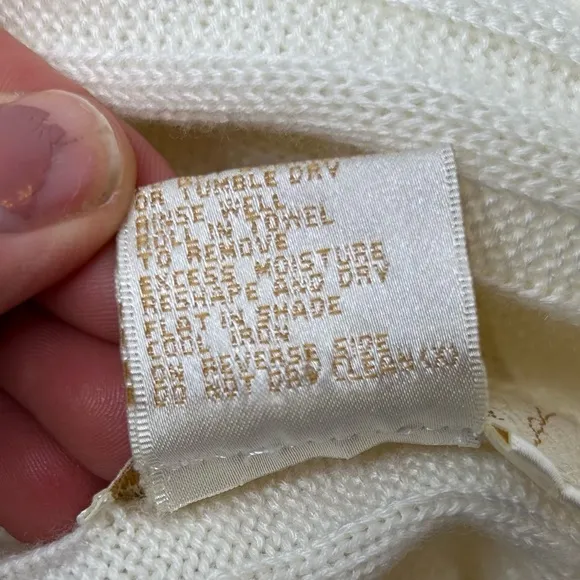 OR TUMBLE DRY
RINSE WELL
ROLL IN TOWEL
TO REMOVE
EXCESS MOISTURE
RESHAPE AND DRY
FLAT IN SHADE
COOL IRON
ON REVERSE SIDE
DO NOT DRY CLEAN (X)